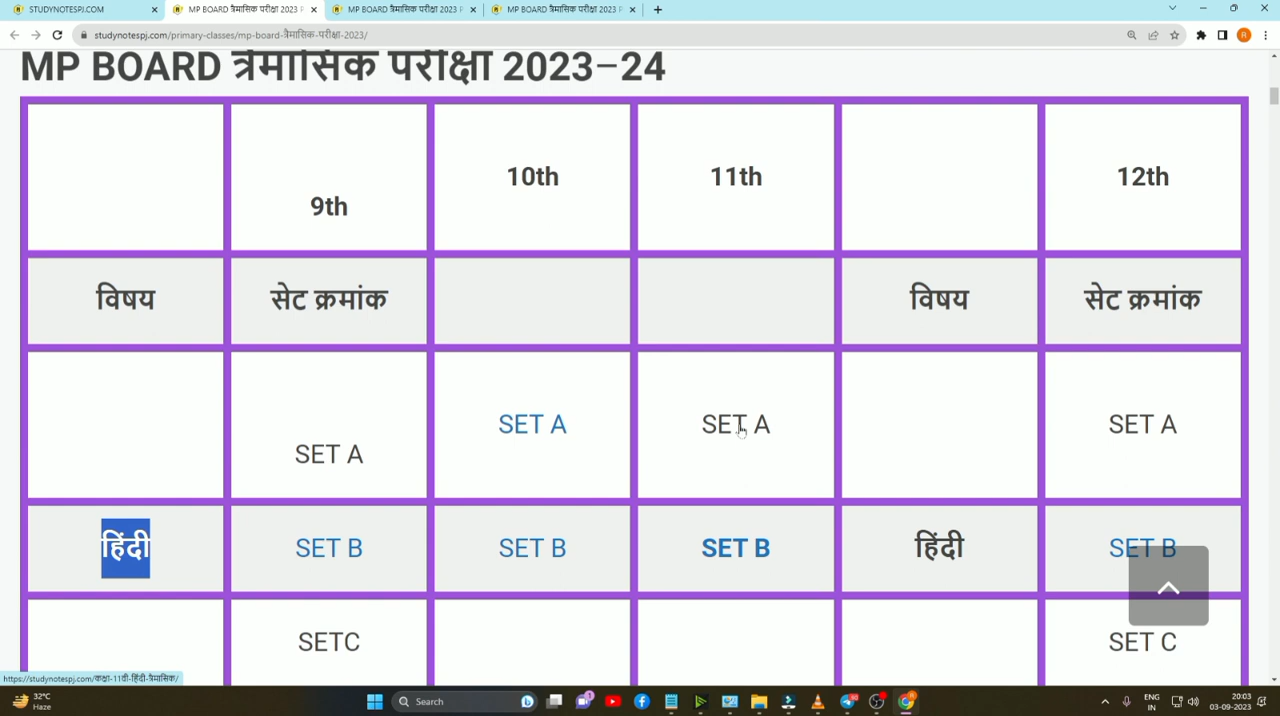 STUDYNOTESPJ.COM
MP BOARD त्रैमासिक परीक्षा 2023 F
MP BOARD त्रैमासिक परीक्षा 2023 F
MP BOARD त्रैमासिक परीक्षा 2023 F
studynotespj.com/primary-classes/mp-board-त्रैमासिक-परीक्षा-2023/
MP BOARD त्रैमासिक परीक्षा 2023–24
9th 10th 11th 12th
विषय सेट क्रमांक विषय सेट क्रमांक
SET A SET A SET A SET A
हिंदी SET B SET B SET B हिंदी SET B
SETC SET C
https://studynotespj.com/कक्षा-11वी-हिंदी-त्रैमासिक/
32°C
Haze
Search
ENG
IN
20:03
03-09-2023